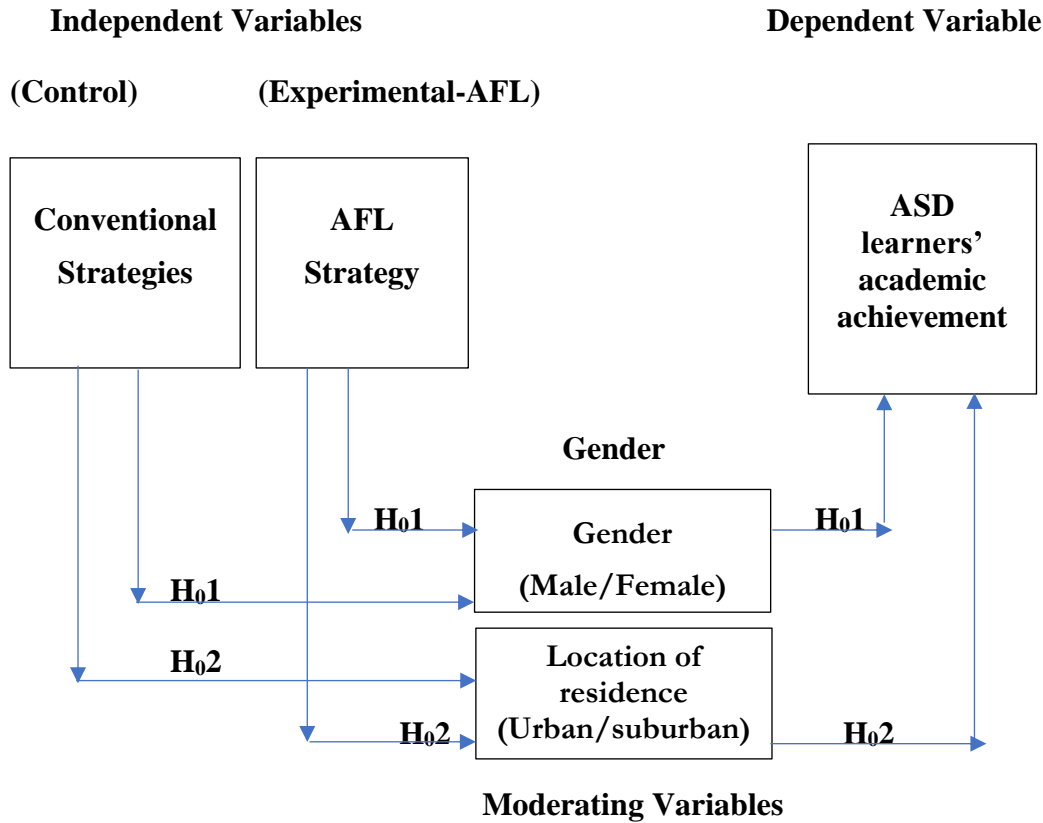 Independent Variables
Dependent Variable
(Control)
(Experimental-AFL)
Conventional
Strategies
AFL
Strategy
ASD
learners’
academic
achievement
Gender
H₀1
Gender
(Male/Female)
H₀1
H₀1
H₀2
Location of
residence
(Urban/suburban)
H₀2
H₀2
Moderating Variables